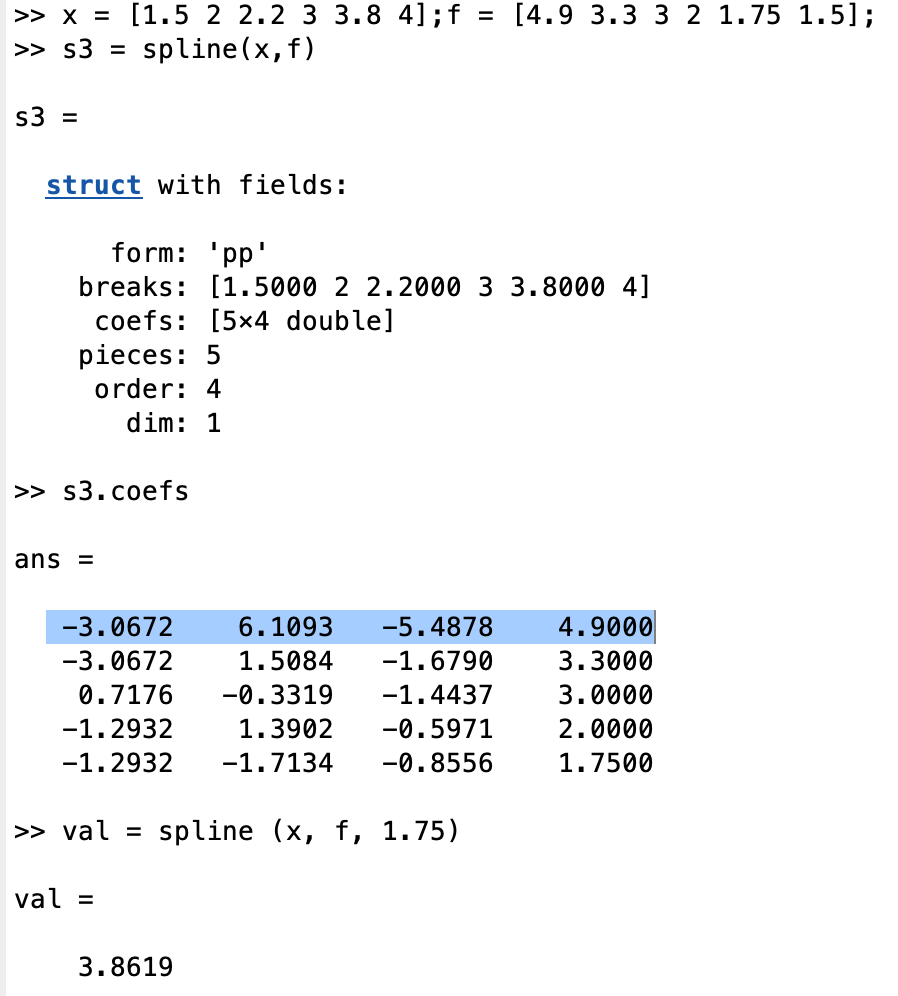 >> x = [1.5 2 2.2 3 3.8 4];f = [4.9 3.3 3 2 1.75 1.5];
>> s3 = spline(x,f)
s3 =
struct with fields:
form: 'pp'
breaks: [1.5000 2 2.2000 3 3.8000 4]
coefs: [5×4 double]
pieces: 5
order: 4
dim: 1
>> s3.coefs
ans =
−3.0672 6.1093 −5.4878 4.9000
−3.0672 1.5084 −1.6790 3.3000
0.7176 −0.3319 −1.4437 3.0000
−1.2932 1.3902 −0.5971 2.0000
−1.2932 −1.7134 −0.8556 1.7500
>> val = spline (x, f, 1.75)
val =
3.8619